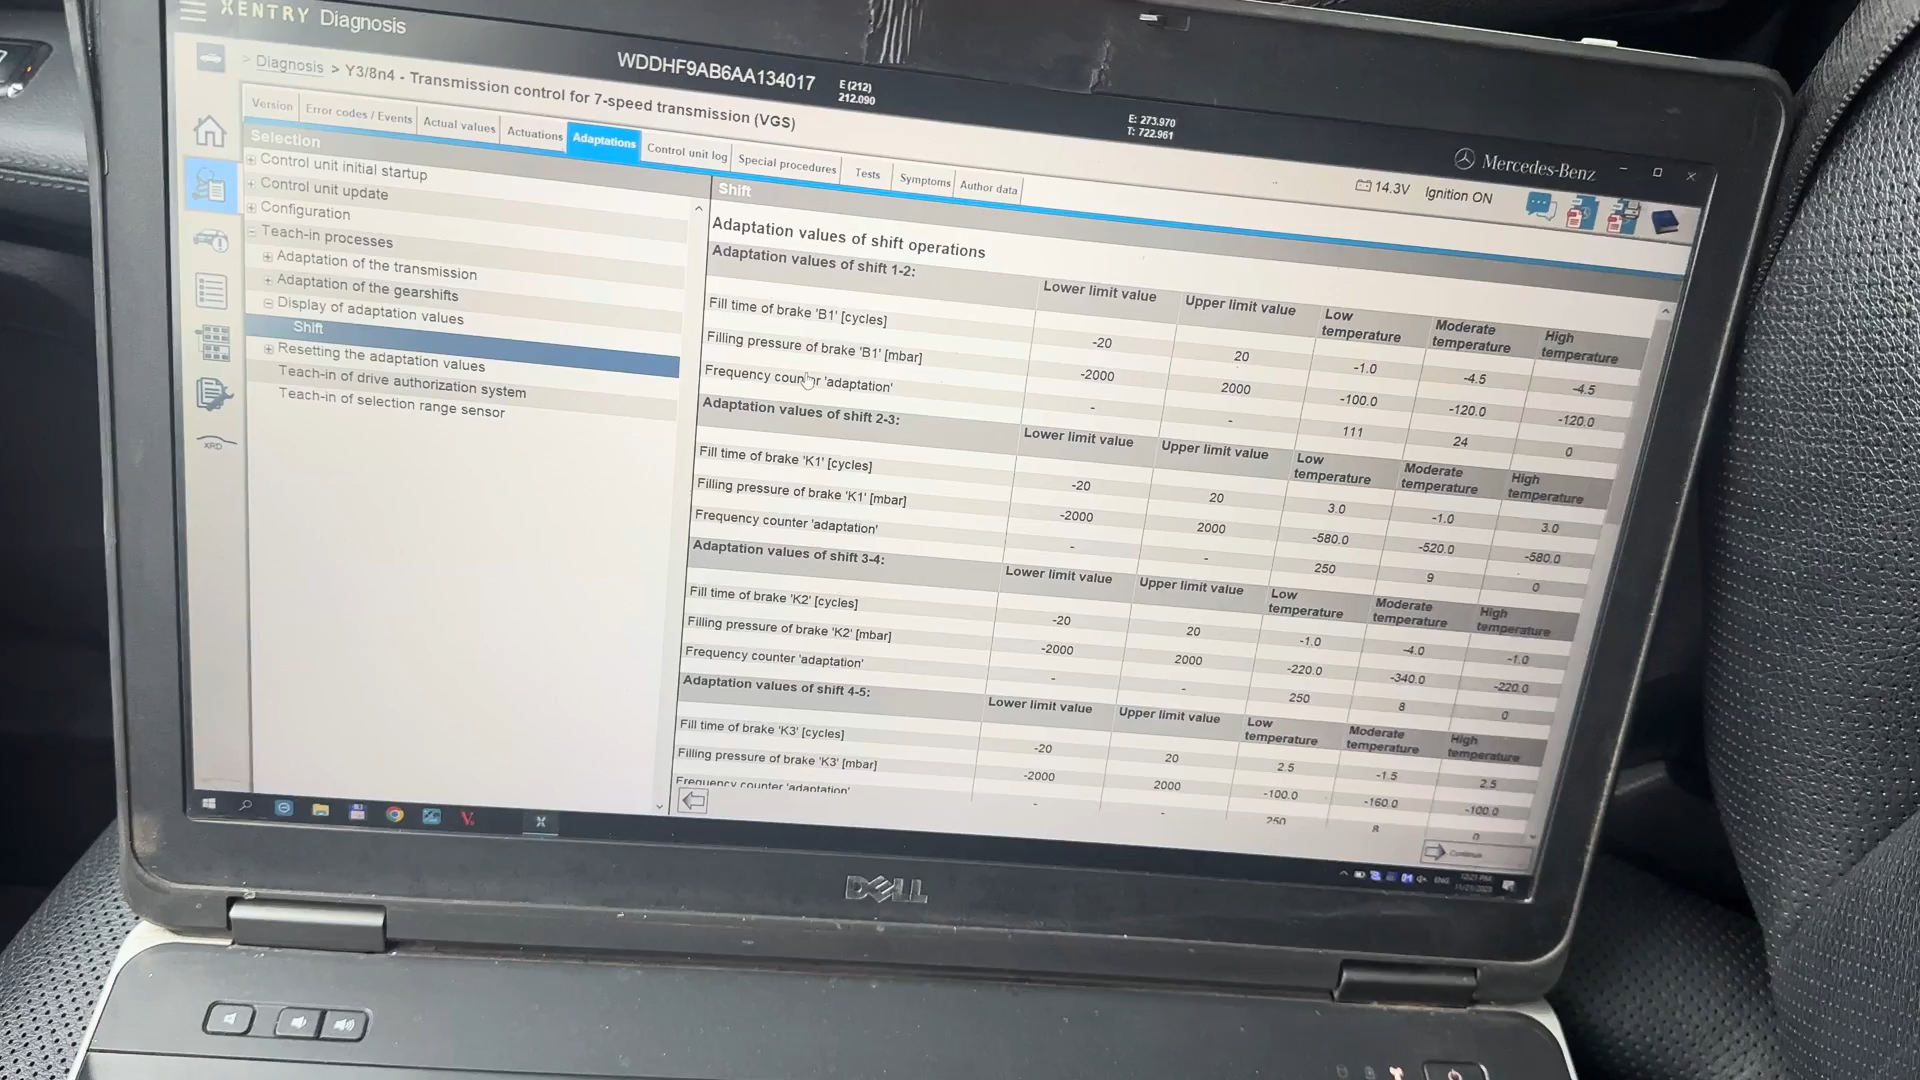 XENTRY Diagnosis
WDDHF9AB6AA134017
E (212)
212.090
E: 273.970
T: 722.961
Mercedes-Benz
> Diagnosis > Y3/8n4 - Transmission control for 7-speed transmission (VGS)
14.3V Ignition ON
Version Error codes / Events Actual values Actuations Adaptations Control unit log Special procedures Tests Symptoms Author data
Selection
Control unit initial startup
Control unit update
Configuration
Teach-in processes
Adaptation of the transmission
Adaptation of the gearshifts
Display of adaptation values
Shift
Resetting the adaptation values
Teach-in of drive authorization system
Teach-in of selection range sensor
XRD
Shift
Adaptation values of shift operations
Adaptation values of shift 1-2:
Lower limit value Upper limit value Low temperature Moderate temperature High temperature
Fill time of brake 'B1' [cycles] -20 20 -1.0 -4.5 -4.5
Filling pressure of brake 'B1' [mbar] -2000 2000 -100.0 -120.0 -120.0
Frequency counter 'adaptation' - - 111 24 0
Adaptation values of shift 2-3:
Lower limit value Upper limit value Low temperature Moderate temperature High temperature
Fill time of brake 'K1' [cycles] -20 20 3.0 -1.0 3.0
Filling pressure of brake 'K1' [mbar] -2000 2000 -580.0 -520.0 -580.0
Frequency counter 'adaptation' - - 250 9 0
Adaptation values of shift 3-4:
Lower limit value Upper limit value Low temperature Moderate temperature High temperature
Fill time of brake 'K2' [cycles] -20 20 -1.0 -4.0 -1.0
Filling pressure of brake 'K2' [mbar] -2000 2000 -220.0 -340.0 -220.0
Frequency counter 'adaptation' - - 250 8 0
Adaptation values of shift 4-5:
Lower limit value Upper limit value Low temperature Moderate temperature High temperature
Fill time of brake 'K3' [cycles] -20 20 2.5 -1.5 2.5
Filling pressure of brake 'K3' [mbar] -2000 2000 -100.0 -160.0 -100.0
Frequency counter 'adaptation' - - 250 8 0
Continue
ENG
DELL